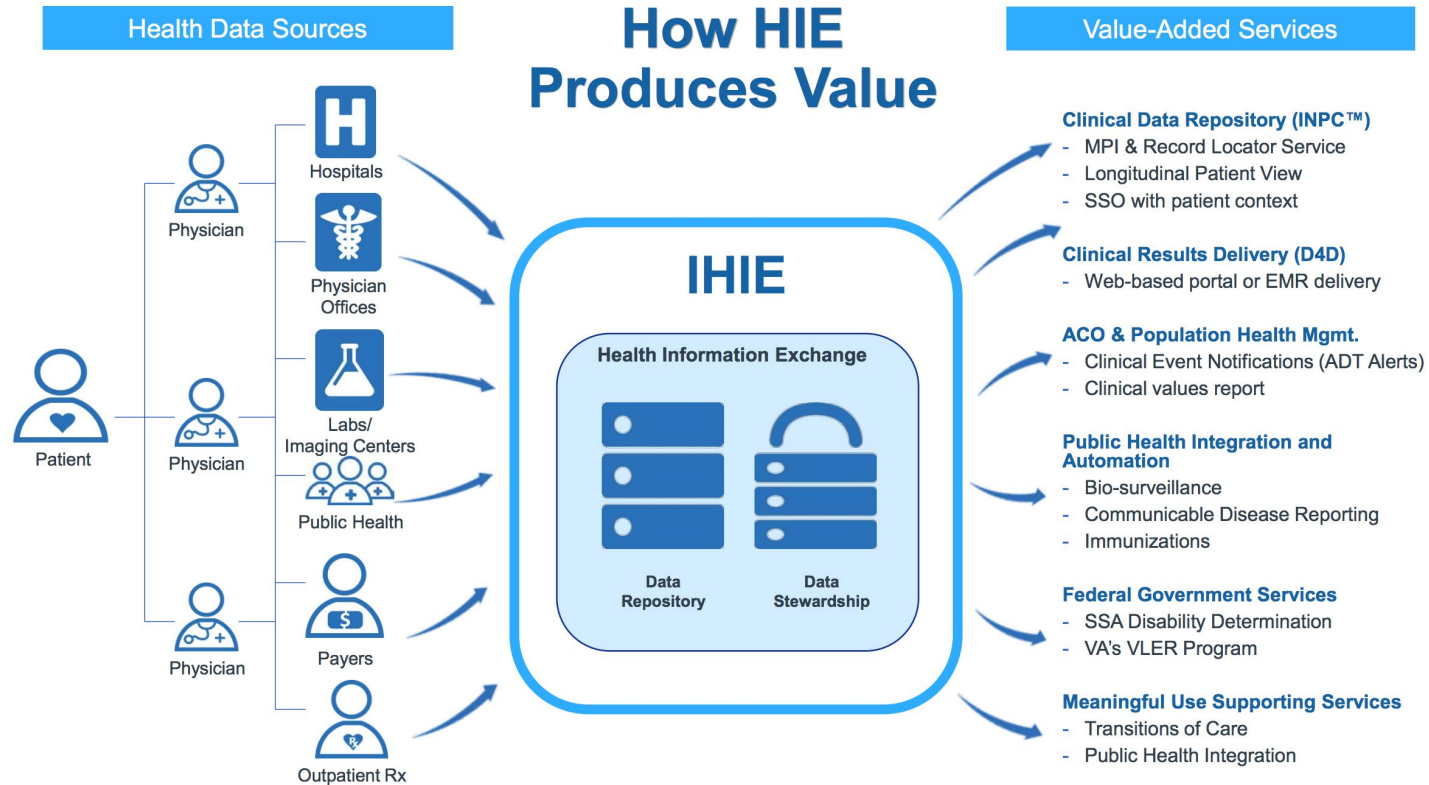 Health Data Sources
How HIE
Produces Value
Value-Added Services
Hospitals
Physician
Physician
Offices
Labs/
Imaging Centers
Patient
Physician
Public Health
Payers
Physician
Outpatient Rx
IHIE
Health Information Exchange
Data
Repository
Data
Stewardship
Clinical Data Repository (INPC™)
- MPI & Record Locator Service
- Longitudinal Patient View
- SSO with patient context
Clinical Results Delivery (D4D)
- Web-based portal or EMR delivery
ACO & Population Health Mgmt.
- Clinical Event Notifications (ADT Alerts)
- Clinical values report
Public Health Integration and
Automation
- Bio-surveillance
- Communicable Disease Reporting
- Immunizations
Federal Government Services
- SSA Disability Determination
- VA's VLER Program
Meaningful Use Supporting Services
- Transitions of Care
- Public Health Integration